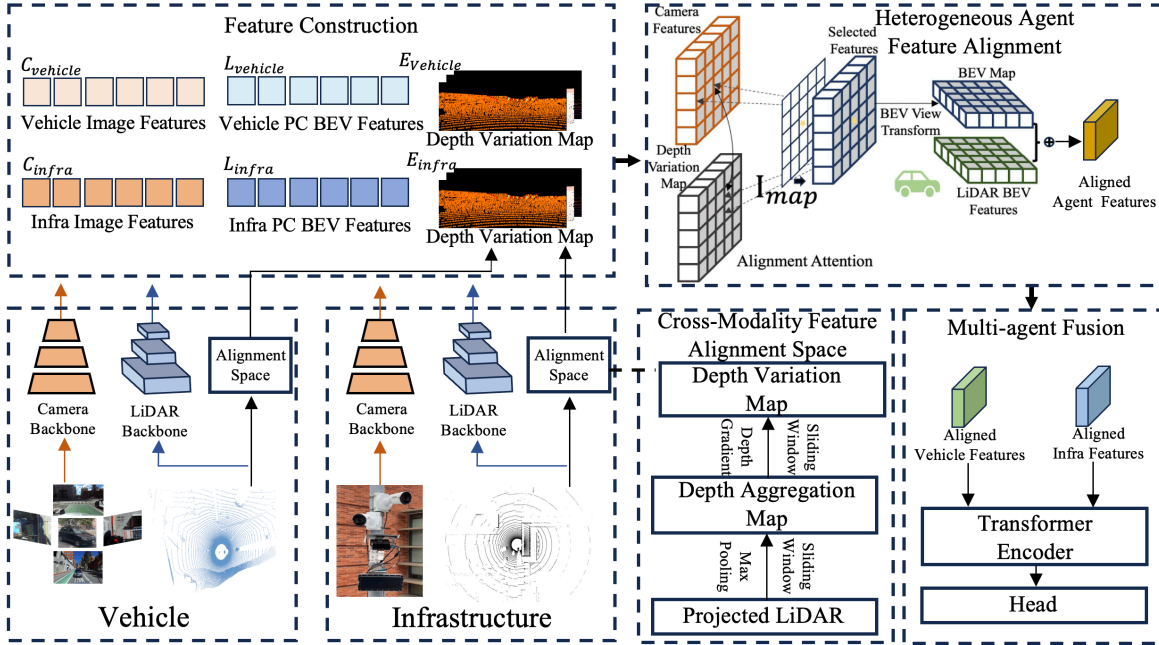 Feature Construction
C_vehicle
L_vehicle
E_Vehicle
Vehicle Image Features
Vehicle PC BEV Features
Depth Variation Map
C_infra
L_infra
E_infra
Infra Image Features
Infra PC BEV Features
Depth Variation Map
Heterogeneous Agent
Feature Alignment
Camera
Features
Selected
Features
BEV Map
BEV View
Transform
Depth
Variation
Map
I_map
⊕
LiDAR BEV
Features
Aligned
Agent Features
Alignment Attention
Alignment
Space
Camera
Backbone
LiDAR
Backbone
Vehicle
Alignment
Space
Camera
Backbone
LiDAR
Backbone
Infrastructure
Cross-Modality Feature
Alignment Space
Depth Variation
Map
Depth
Gradient
Sliding
Window
Depth Aggregation
Map
Max
Pooling
Sliding
Window
Projected LiDAR
Multi-agent Fusion
Aligned
Vehicle Features
Aligned
Infra Features
Transformer
Encoder
Head